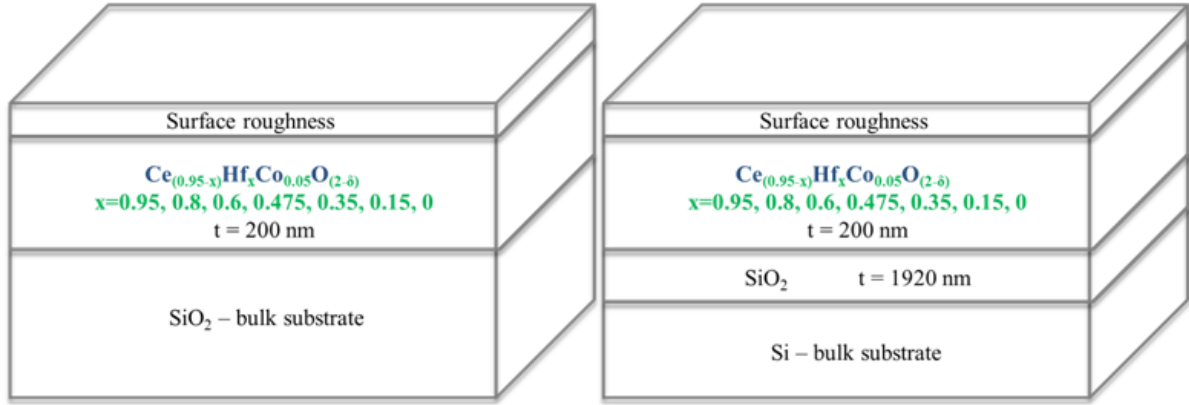 Surface roughness
Ce(0.95-x)HfxCo0.05O(2-δ)
x=0.95, 0.8, 0.6, 0.475, 0.35, 0.15, 0
t = 200 nm
SiO2 – bulk substrate
Surface roughness
Ce(0.95-x)HfxCo0.05O(2-δ)
x=0.95, 0.8, 0.6, 0.475, 0.35, 0.15, 0
t = 200 nm
SiO2 t = 1920 nm
Si – bulk substrate